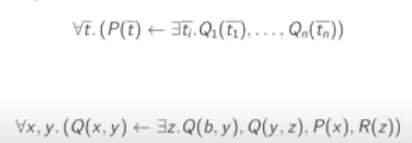 ∀t̅. (P(t̅) ← ∃t̅ᵢ. Q₁(t̅₁), . . . , Qₙ(t̅ₙ))
∀x, y. (Q(x, y) ← ∃z. Q(b, y), Q(y, z), P(x), R(z))